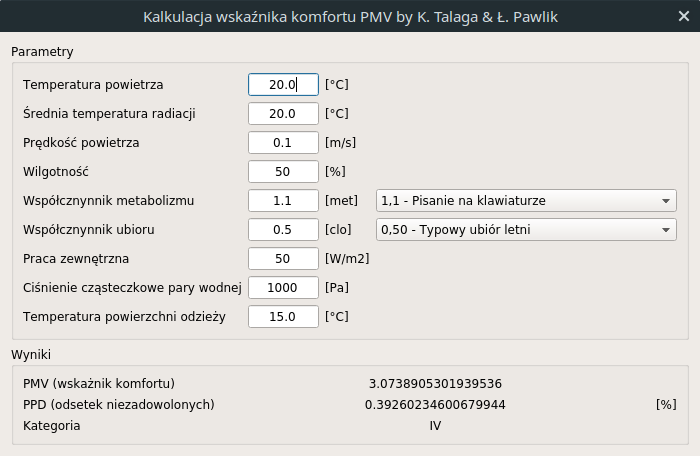 Kalkulacja wskaźnika komfortu PMV by K. Talaga & Ł. Pawlik
Parametry
Temperatura powietrza 20.0 [°C]
Średnia temperatura radiacji 20.0 [°C]
Prędkość powietrza 0.1 [m/s]
Wilgotność 50 [%]
Współczynnnik metabolizmu 1.1 [met] 1,1 - Pisanie na klawiaturze
Współczynnnik ubioru 0.5 [clo] 0,50 - Typowy ubiór letni
Praca zewnętrzna 50 [W/m2]
Ciśnienie cząsteczkowe pary wodnej 1000 [Pa]
Temperatura powierzchni odzieży 15.0 [°C]
Wyniki
PMV (wskażnik komfortu) 3.0738905301939536
PPD (odsetek niezadowolonych) 0.39260234600679944 [%]
Kategoria IV